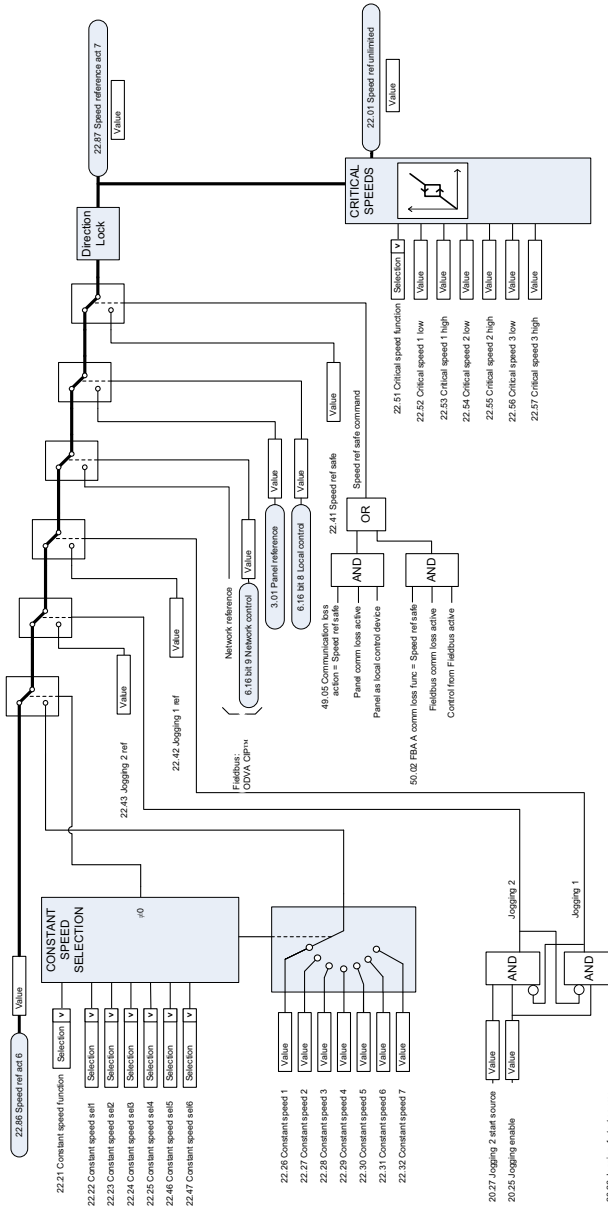 22.86 Speed ref act 6
Value
22.21 Constant speed function
Selection
v
22.22 Constant speed sel1
Selection
v
22.23 Constant speed sel2
Selection
v
22.24 Constant speed sel3
Selection
v
22.25 Constant speed sel4
Selection
v
22.46 Constant speed sel5
Selection
v
22.47 Constant speed sel6
Selection
v
CONSTANT
SPEED
SELECTION
≠0
22.26 Constant speed 1
Value
22.27 Constant speed 2
Value
22.28 Constant speed 3
Value
22.29 Constant speed 4
Value
22.30 Constant speed 5
Value
22.31 Constant speed 6
Value
22.32 Constant speed 7
Value
20.27 Jogging 2 start source
Value
20.25 Jogging enable
Value
AND
Jogging 2
AND
Jogging 1
22.43 Jogging 2 ref
Value
22.42 Jogging 1 ref
Value
Fieldbus:
ODVA CIP™
Network reference
6.16 bit 9 Network control
Value
3.01 Panel reference
Value
6.16 bit 8 Local control
Value
22.41 Speed ref safe
Value
49.05 Communication loss
action = Speed ref safe
Panel comm loss active
Panel as local control device
AND
50.02 FBA A comm loss func = Speed ref safe
Fieldbus comm loss active
Control from Fieldbus active
AND
OR
Speed ref safe command
Direction
Lock
22.87 Speed reference act 7
Value
22.51 Critical speed function
Selection
v
22.52 Critical speed 1 low
Value
22.53 Critical speed 1 high
Value
22.54 Critical speed 2 low
Value
22.55 Critical speed 2 high
Value
22.56 Critical speed 3 low
Value
22.57 Critical speed 3 high
Value
CRITICAL
SPEEDS
22.01 Speed ref unlimited
Value